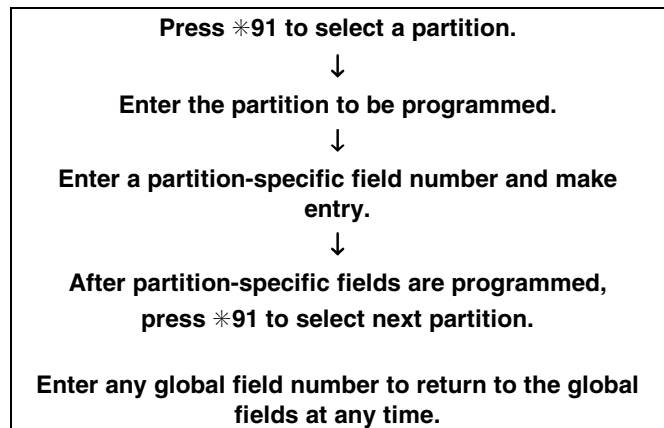 Press ✳91 to select a partition.
↓
Enter the partition to be programmed.
↓
Enter a partition-specific field number and make
entry.
↓
After partition-specific fields are programmed,
press ✳91 to select next partition.
Enter any global field number to return to the global
fields at any time.